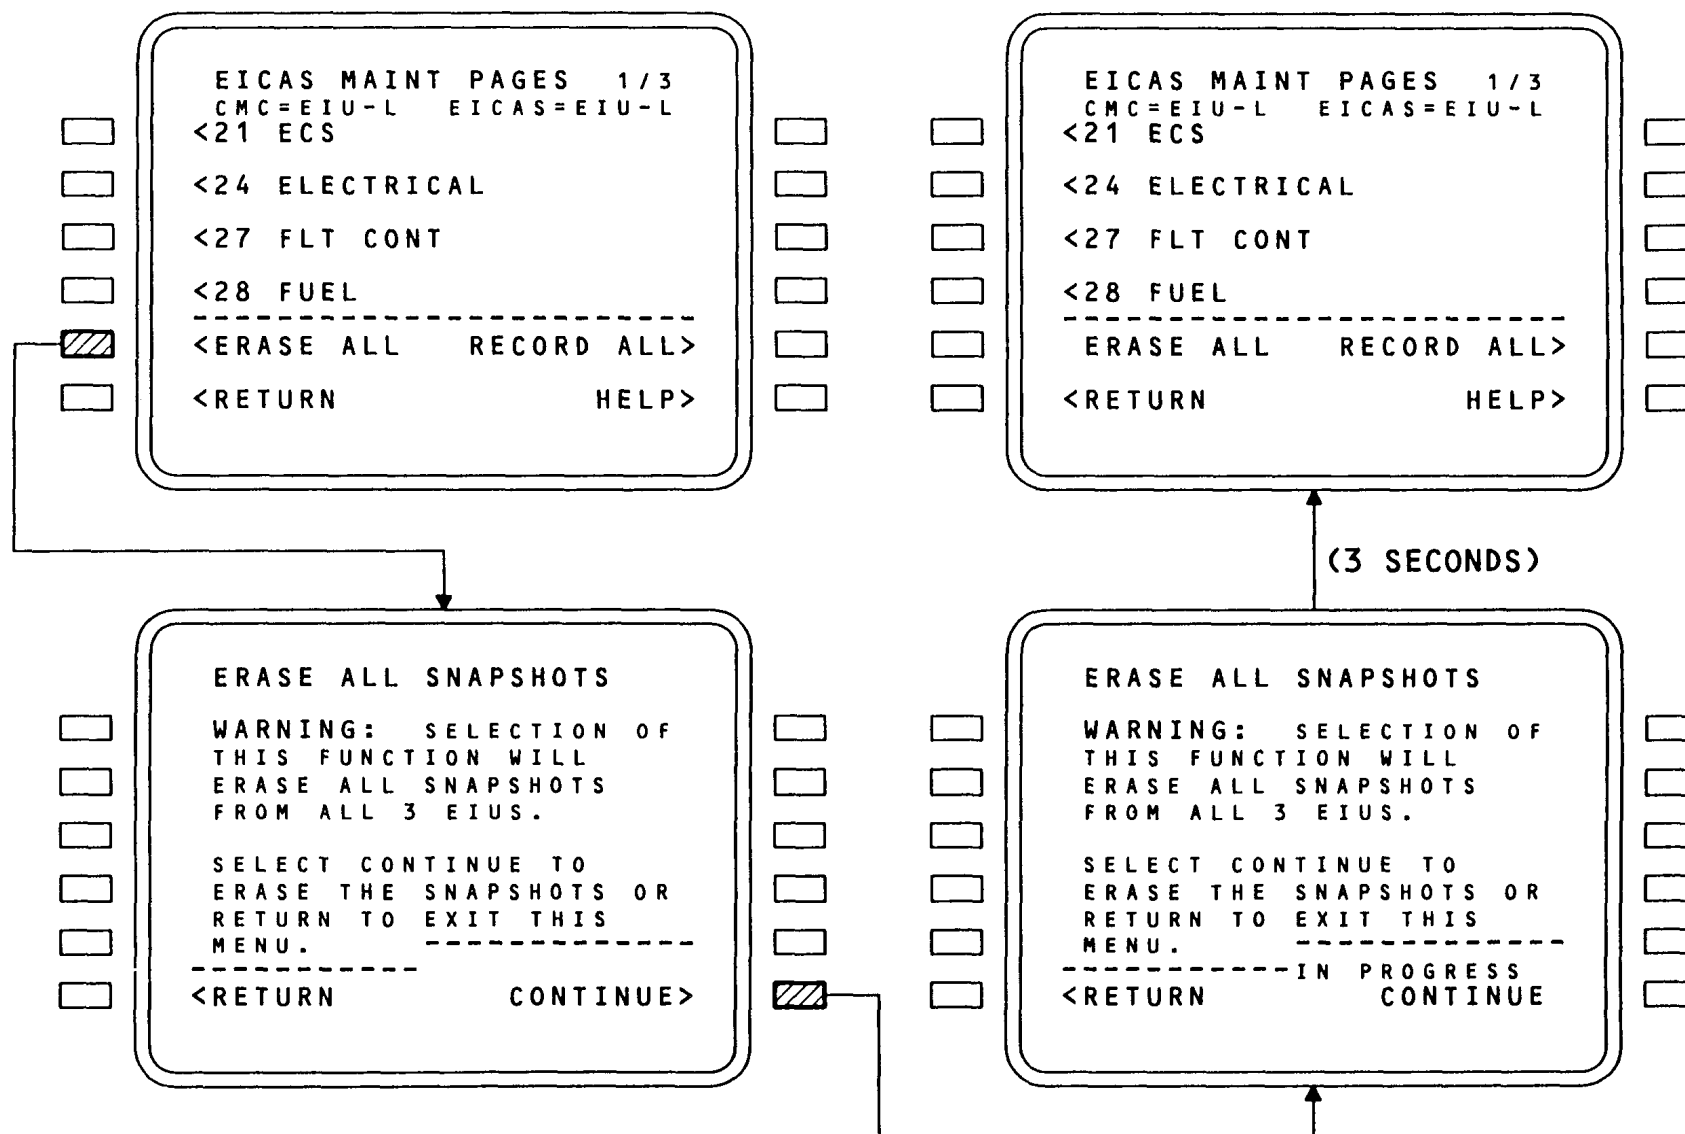 EICAS MAINT PAGES 1/3
CMC=EIU-L EICAS=EIU-L
<21 ECS
<24 ELECTRICAL
<27 FLT CONT
<28 FUEL
<ERASE ALL RECORD ALL>
<RETURN HELP>
ERASE ALL SNAPSHOTS
WARNING: SELECTION OF
THIS FUNCTION WILL
ERASE ALL SNAPSHOTS
FROM ALL 3 EIUS.
SELECT CONTINUE TO
ERASE THE SNAPSHOTS OR
RETURN TO EXIT THIS
MENU.
<RETURN CONTINUE>
ERASE ALL SNAPSHOTS
WARNING: SELECTION OF
THIS FUNCTION WILL
ERASE ALL SNAPSHOTS
FROM ALL 3 EIUS.
SELECT CONTINUE TO
ERASE THE SNAPSHOTS OR
RETURN TO EXIT THIS
MENU.
IN PROGRESS
<RETURN CONTINUE
(3 SECONDS)
EICAS MAINT PAGES 1/3
CMC=EIU-L EICAS=EIU-L
<21 ECS
<24 ELECTRICAL
<27 FLT CONT
<28 FUEL
ERASE ALL RECORD ALL>
<RETURN HELP>